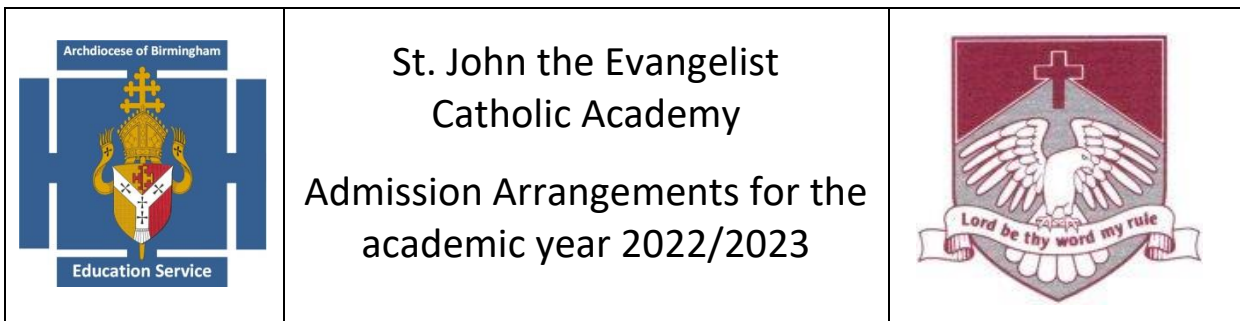 Archdiocese of Birmingham
Education Service
St. John the Evangelist
Catholic Academy
Admission Arrangements for the
academic year 2022/2023
Lord be thy word my rule